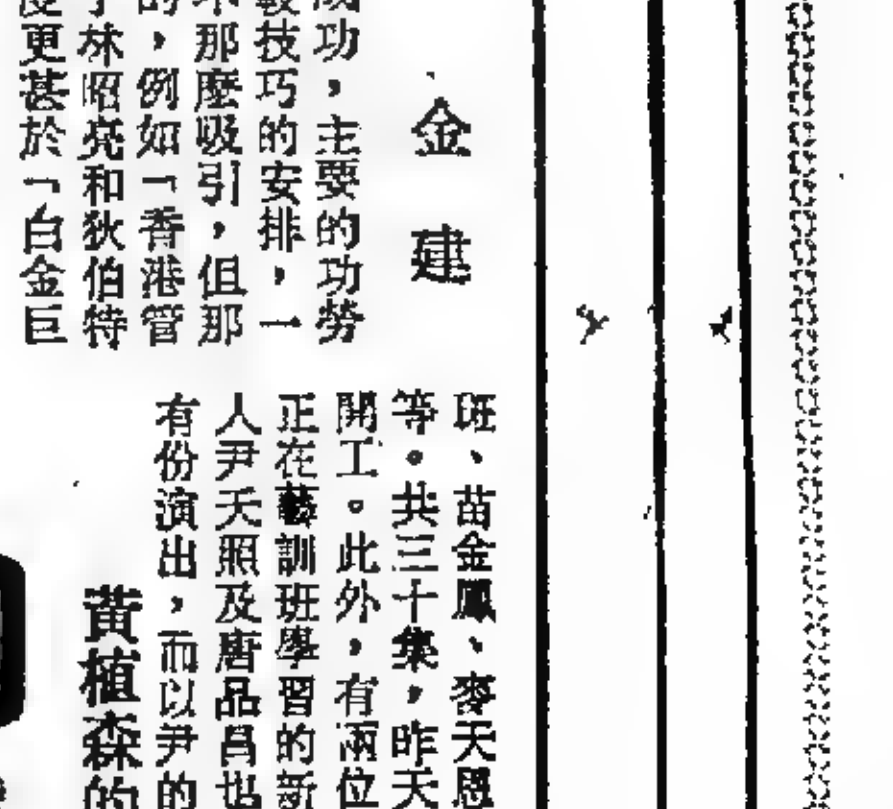 金建
功，主要的功勞
技巧的安排，一
那麼吸引，但那
，例如「香港管
林昭亮和狄伯特
更甚於「白金巨
班、苗金鳳、麥天恩
等。共三十集，昨天
開工。此外，有兩位
正在藝訓班學習的新
人尹天照及唐品昌也
有份演出，而以尹的
黃植森的